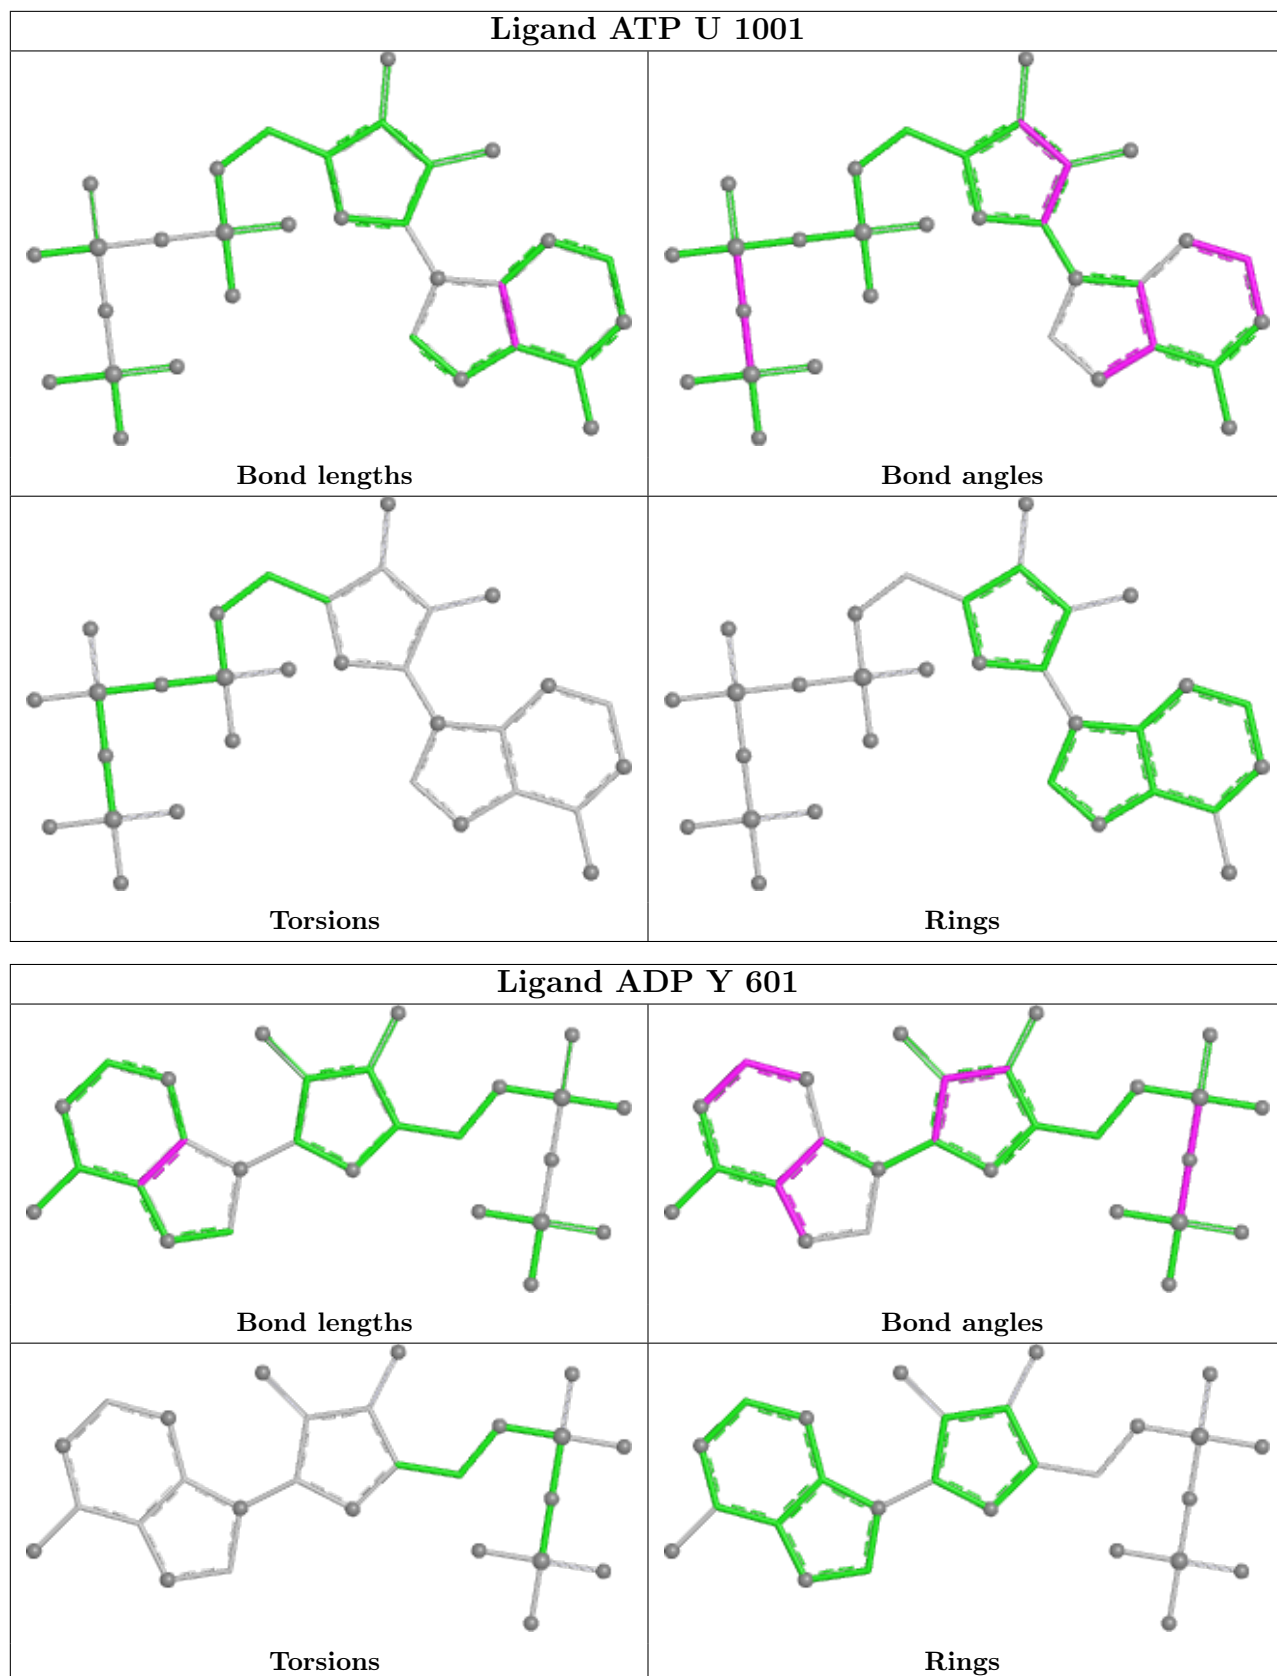 Ligand ATP U 1001
Bond lengths
Bond angles
Torsions
Rings
Ligand ADP Y 601
Bond lengths
Bond angles
Torsions
Rings